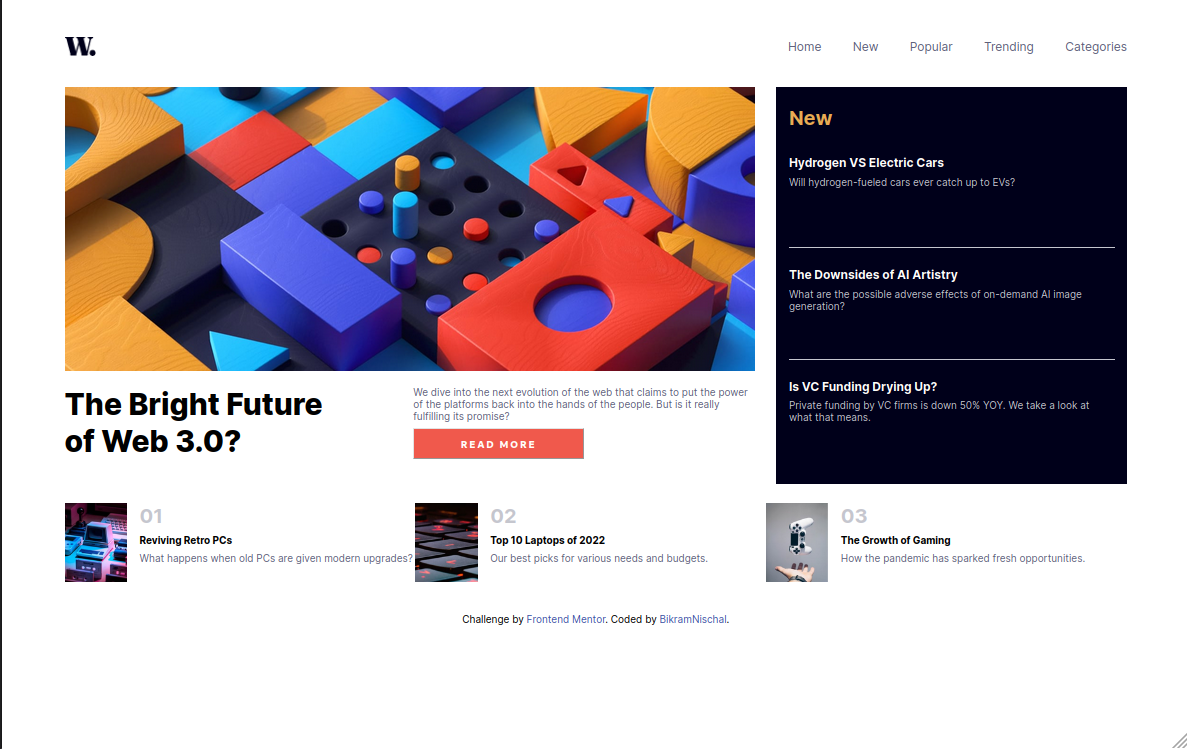 W.
Home New Popular Trending Categories
New
Hydrogen VS Electric Cars
Will hydrogen-fueled cars ever catch up to EVs?
The Downsides of AI Artistry
What are the possible adverse effects of on-demand AI image
generation?
Is VC Funding Drying Up?
Private funding by VC firms is down 50% YOY. We take a look at
what that means.
The Bright Future
of Web 3.0?
We dive into the next evolution of the web that claims to put the power
of the platforms back into the hands of the people. But is it really
fulfilling its promise?
READ MORE
01
Reviving Retro PCs
What happens when old PCs are given modern upgrades?
02
Top 10 Laptops of 2022
Our best picks for various needs and budgets.
03
The Growth of Gaming
How the pandemic has sparked fresh opportunities.
Challenge by Frontend Mentor. Coded by BikramNischal.